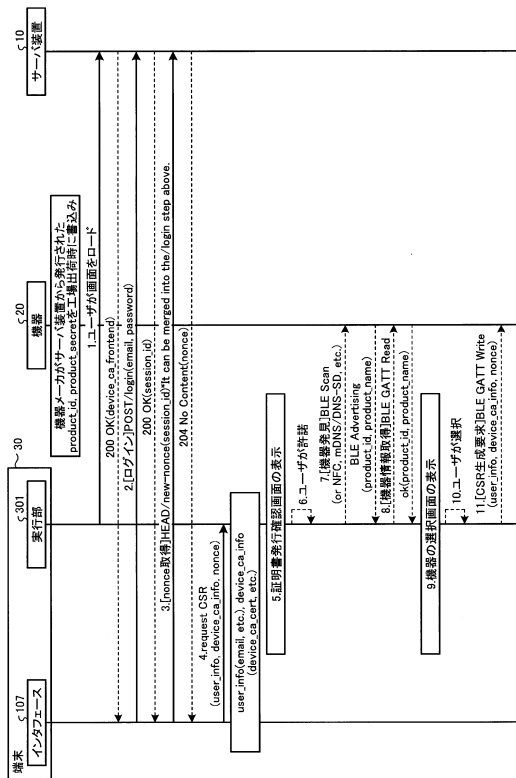 端末
30
107
インタフェース
301
実行部
20
機器
10
サーバ装置
機器メーカがサーバ装置から発行された
product_id, product_secretを工場出荷時に書込み
1.ユーザが画面をロード
200 OK(device_ca_frontend)
2.[ログイン]POST/login(email, password)
200 OK(session_id)
3.[nonce取得]HEAD/new-nonce(session_id)*It can be merged into the/login step above.
204 No Content(nonce)
4.request CSR
(user_info, device_ca_info, nonce)
user_info(email, etc.), device_ca_info
(device_ca_cert, etc.)
5.証明書発行確認画面の表示
6.ユーザが許諾
7.[機器発見]BLE Scan
(or NFC, mDNS/DNS-SD, etc.)
BLE Advertising
(product_id, product_name)
8.[機器情報取得]BLE GATT Read
ok(product_id, product_name)
9.機器の選択画面の表示
10.ユーザが選択
11.[CSR生成要求]BLE GATT Write
(user_info, device_ca_info, nonce)